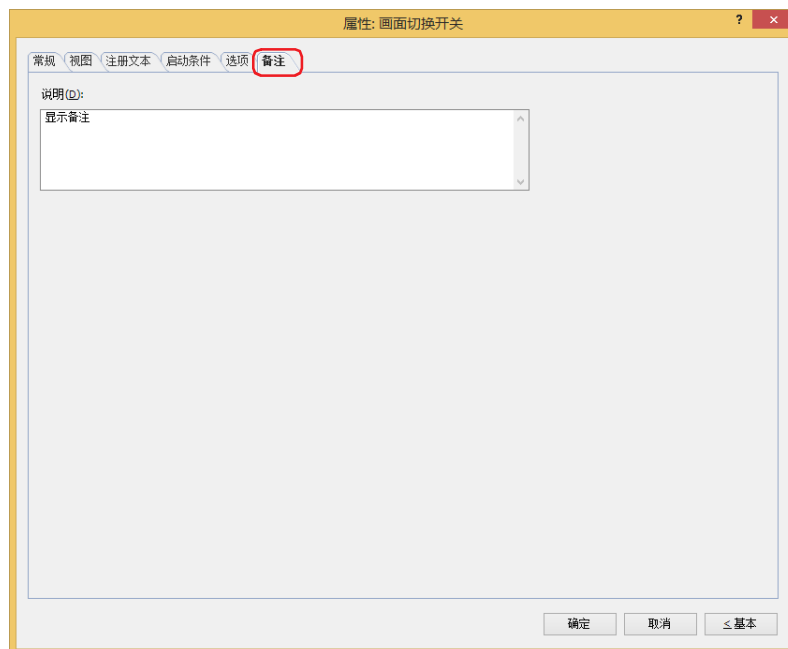 属性: 画面切换开关
?
常规 视图 注册文本 启动条件 选项 备注
说明(D):
显示备注
确定 取消 ≤基本